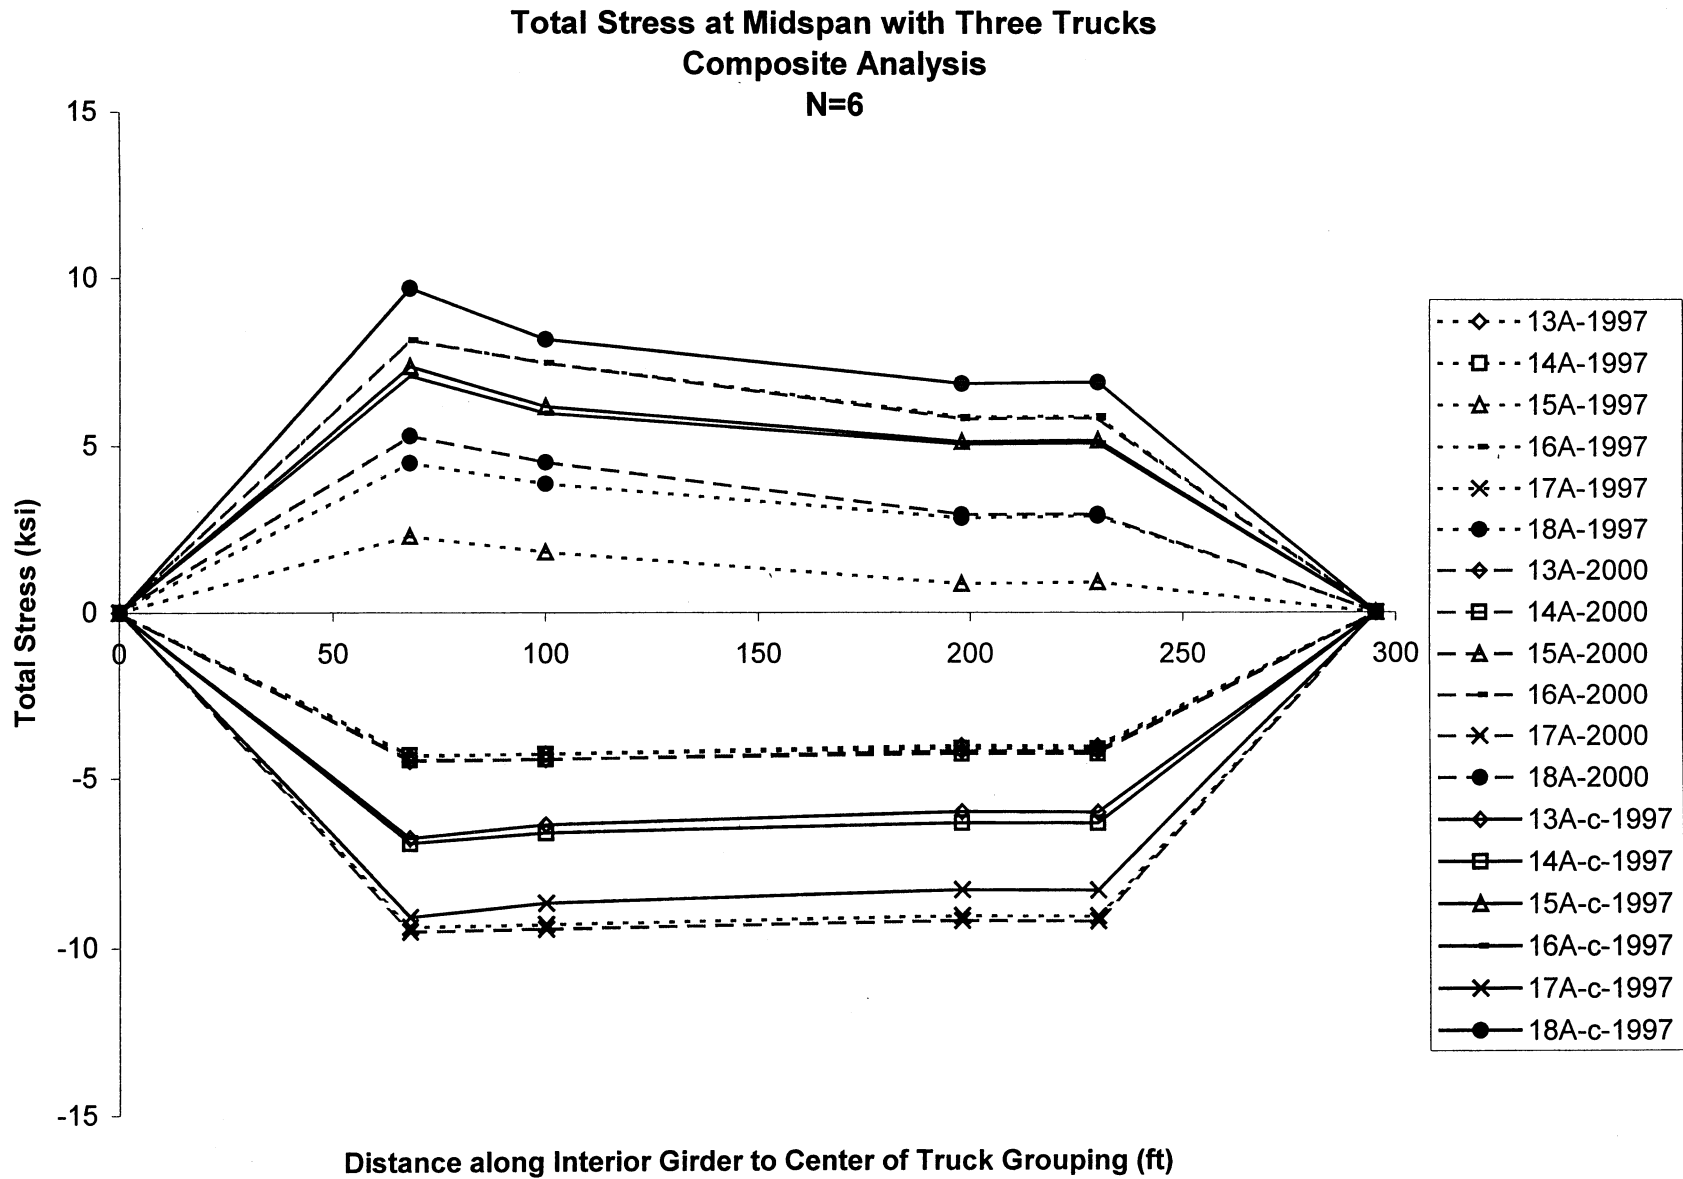 Total Stress at Midspan with Three Trucks
Composite Analysis
N=6
15
10
5
0
-5
-10
-15
0
50
100
150
200
250
300
Total Stress (ksi)
Distance along Interior Girder to Center of Truck Grouping (ft)
13A-1997
14A-1997
15A-1997
16A-1997
17A-1997
18A-1997
13A-2000
14A-2000
15A-2000
16A-2000
17A-2000
18A-2000
13A-c-1997
14A-c-1997
15A-c-1997
16A-c-1997
17A-c-1997
18A-c-1997